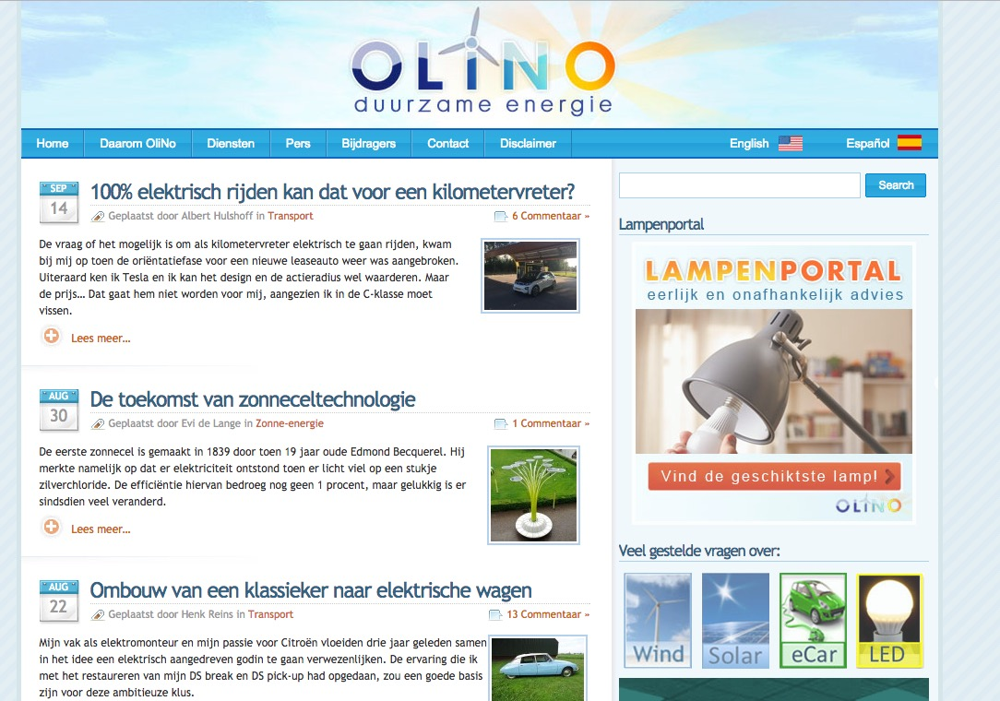 OLiNO
duurzame energie
Home
Daarom OliNo
Diensten
Pers
Bijdragers
Contact
Disclaimer
English
Español
SEP
14
100% elektrisch rijden kan dat voor een kilometervreter?
Geplaatst door Albert Hulshoff in Transport
6 Commentaar »
De vraag of het mogelijk is om als kilometervreter elektrisch te gaan rijden, kwam
bij mij op toen de oriëntatiefase voor een nieuwe leaseauto weer was aangebroken.
Uiteraard ken ik Tesla en ik kan het design en de actieradius wel waarderen. Maar
de prijs... Dat gaat hem niet worden voor mij, aangezien ik in de C-klasse moet
vissen.
Lees meer...
AUG
30
De toekomst van zonneceltechnologie
Geplaatst door Evi de Lange in Zonne-energie
1 Commentaar »
De eerste zonnecel is gemaakt in 1839 door toen 19 jaar oude Edmond Becquerel. Hij
merkte namelijk op dat er elektriciteit ontstond toen er licht viel op een stukje
zilverchloride. De efficiëntie hiervan bedroeg nog geen 1 procent, maar gelukkig is er
sindsdien veel veranderd.
Lees meer...
AUG
22
Ombouw van een klassieker naar elektrische wagen
Geplaatst door Henk Reins in Transport
13 Commentaar »
Mijn vak als elektromonteur en mijn passie voor Citroën vloeiden drie jaar geleden samen
in het idee een elektrisch aangedreven godin te gaan verwezenlijken. De ervaring die ik
met het restaureren van mijn DS break en DS pick-up had opgedaan, zou een goede basis
zijn voor deze ambitieuze klus.
Search
Lampenportal
LAMPENPORTAL
eerlijk en onafhankelijk advies
Vind de geschiktste lamp!
OLiNO
Veel gestelde vragen over:
Wind
Solar
eCar
LED